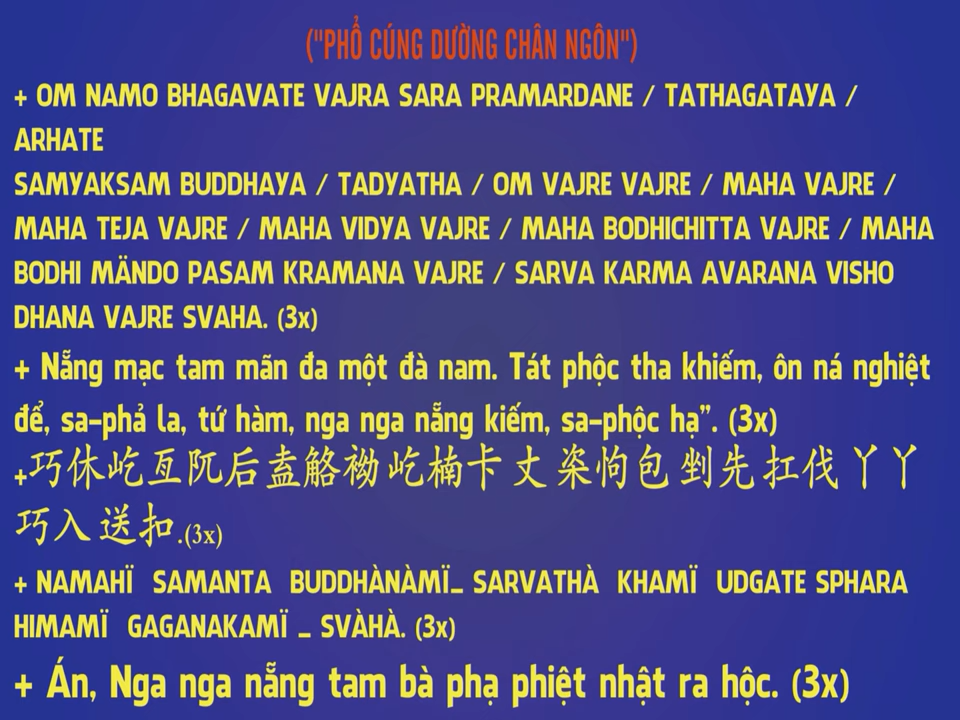 ("PHỔ CÚNG DƯỜNG CHÂN NGÔN")
+ OM NAMO BHAGAVATE VAJRA SARA PRAMARDANE / TATHAGATAYA /
ARHATE
SAMYAKSAM BUDDHAYA / TADYATHA / OM VAJRE VAJRE / MAHA VAJRE /
MAHA TEJA VAJRE / MAHA VIDYA VAJRE / MAHA BODHICHITTA VAJRE / MAHA
BODHI MÄNDO PASAM KRAMANA VAJRE / SARVA KARMA AVARANA VISHO
DHANA VAJRE SVAHA. (3x)
+ Nẵng mạc tam mãn đa một đà nam. Tát phộc tha khiếm, ôn ná nghiệt
để, sa-phả la, tứ hàm, nga nga nẵng kiếm, sa-phộc hạ”. (3x)
+巧休屹亙阢后盍觡袎屹楠卡丈楶怐包剉先扛伐丫丫
巧入送扣.(3x)
+ NAMAHÏ SAMANTA BUDDHÀNÀMÏ_ SARVATHÀ KHAMÏ UDGATE SPHARA
HIMAMÏ GAGANAKAMÏ _ SVÀHÀ. (3x)
+ Án, Nga nga nẵng tam bà phạ phiệt nhật ra hộc. (3x)